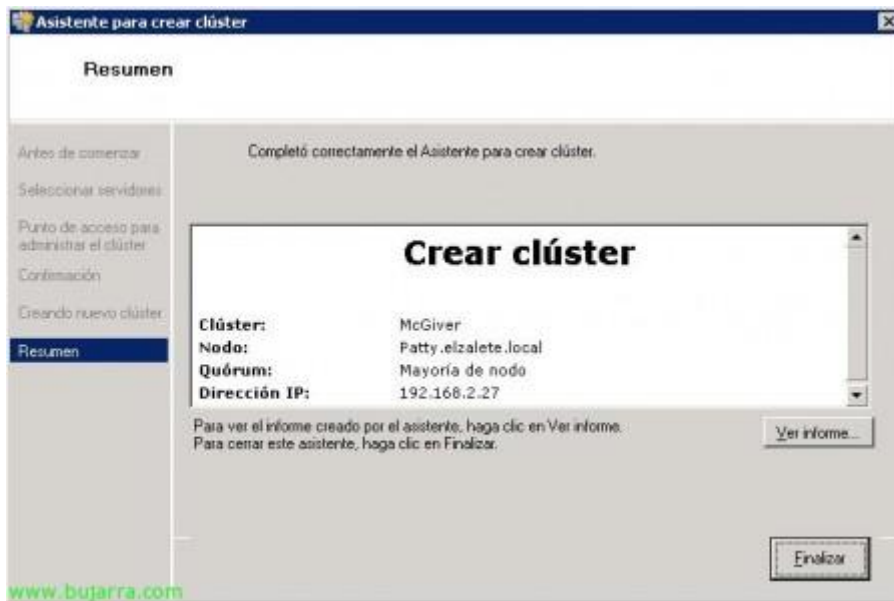 Asistente para crear clúster
Resumen
Antes de comenzar
Seleccionar servidores
Punto de acceso para
administrar el clúster
Confirmación
Creando nuevo clúster
Resumen
Completó correctamente el Asistente para crear clúster.
Crear clúster
Clúster: McGiver
Nodo: Patty.elzalete.local
Quórum: Mayoría de nodo
Dirección IP: 192.168.2.27
Para ver el informe creado por el asistente, haga clic en Ver informe.
Para cerrar este asistente, haga clic en Finalizar.
Ver informe...
Finalizar
www.bujarra.com